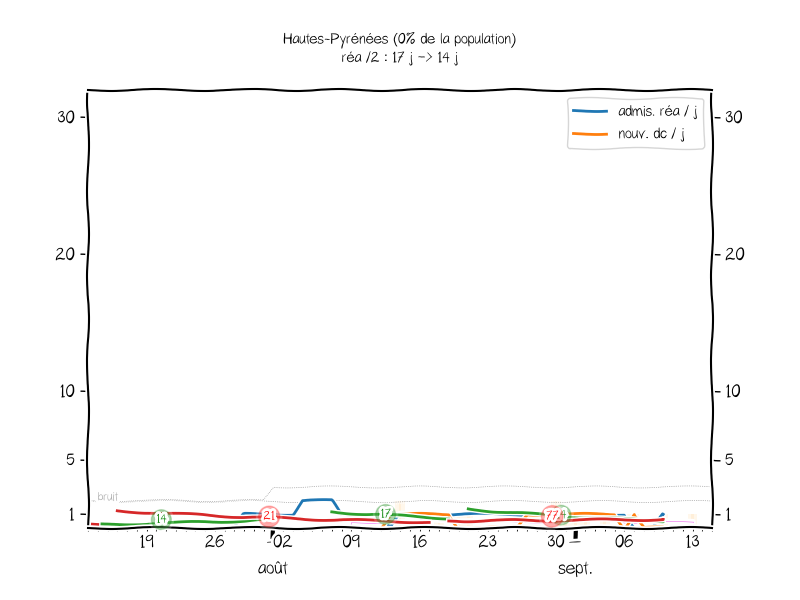 Hautes-Pyrénées (0% de la population)
réa /2 : 17 j -> 14 j
admis. réa / j
nouv. dc / j
30 30
20 20
10 10
5 5
bruit
1 1
14 21 17 77
19 26 02 09 16 23 30 06 13
août sept.